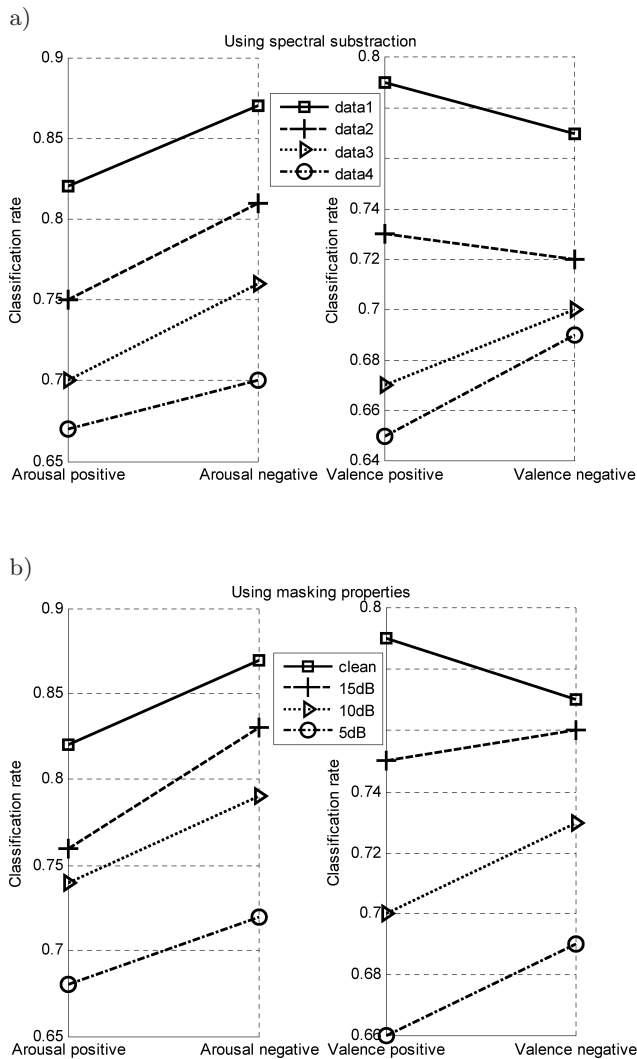 a)
Using spectral substraction
0.9
0.85
0.8
0.75
0.7
0.65
Classification rate
Arousal positive
Arousal negative
data1
data2
data3
data4
0.8
0.74
0.72
0.7
0.68
0.66
0.64
Classification rate
Valence positive
Valence negative
b)
Using masking properties
0.9
0.85
0.8
0.75
0.7
0.65
Classification rate
Arousal positive
Arousal negative
clean
15dB
10dB
5dB
0.8
0.74
0.72
0.7
0.68
0.66
Classification rate
Valence positive
Valence negative